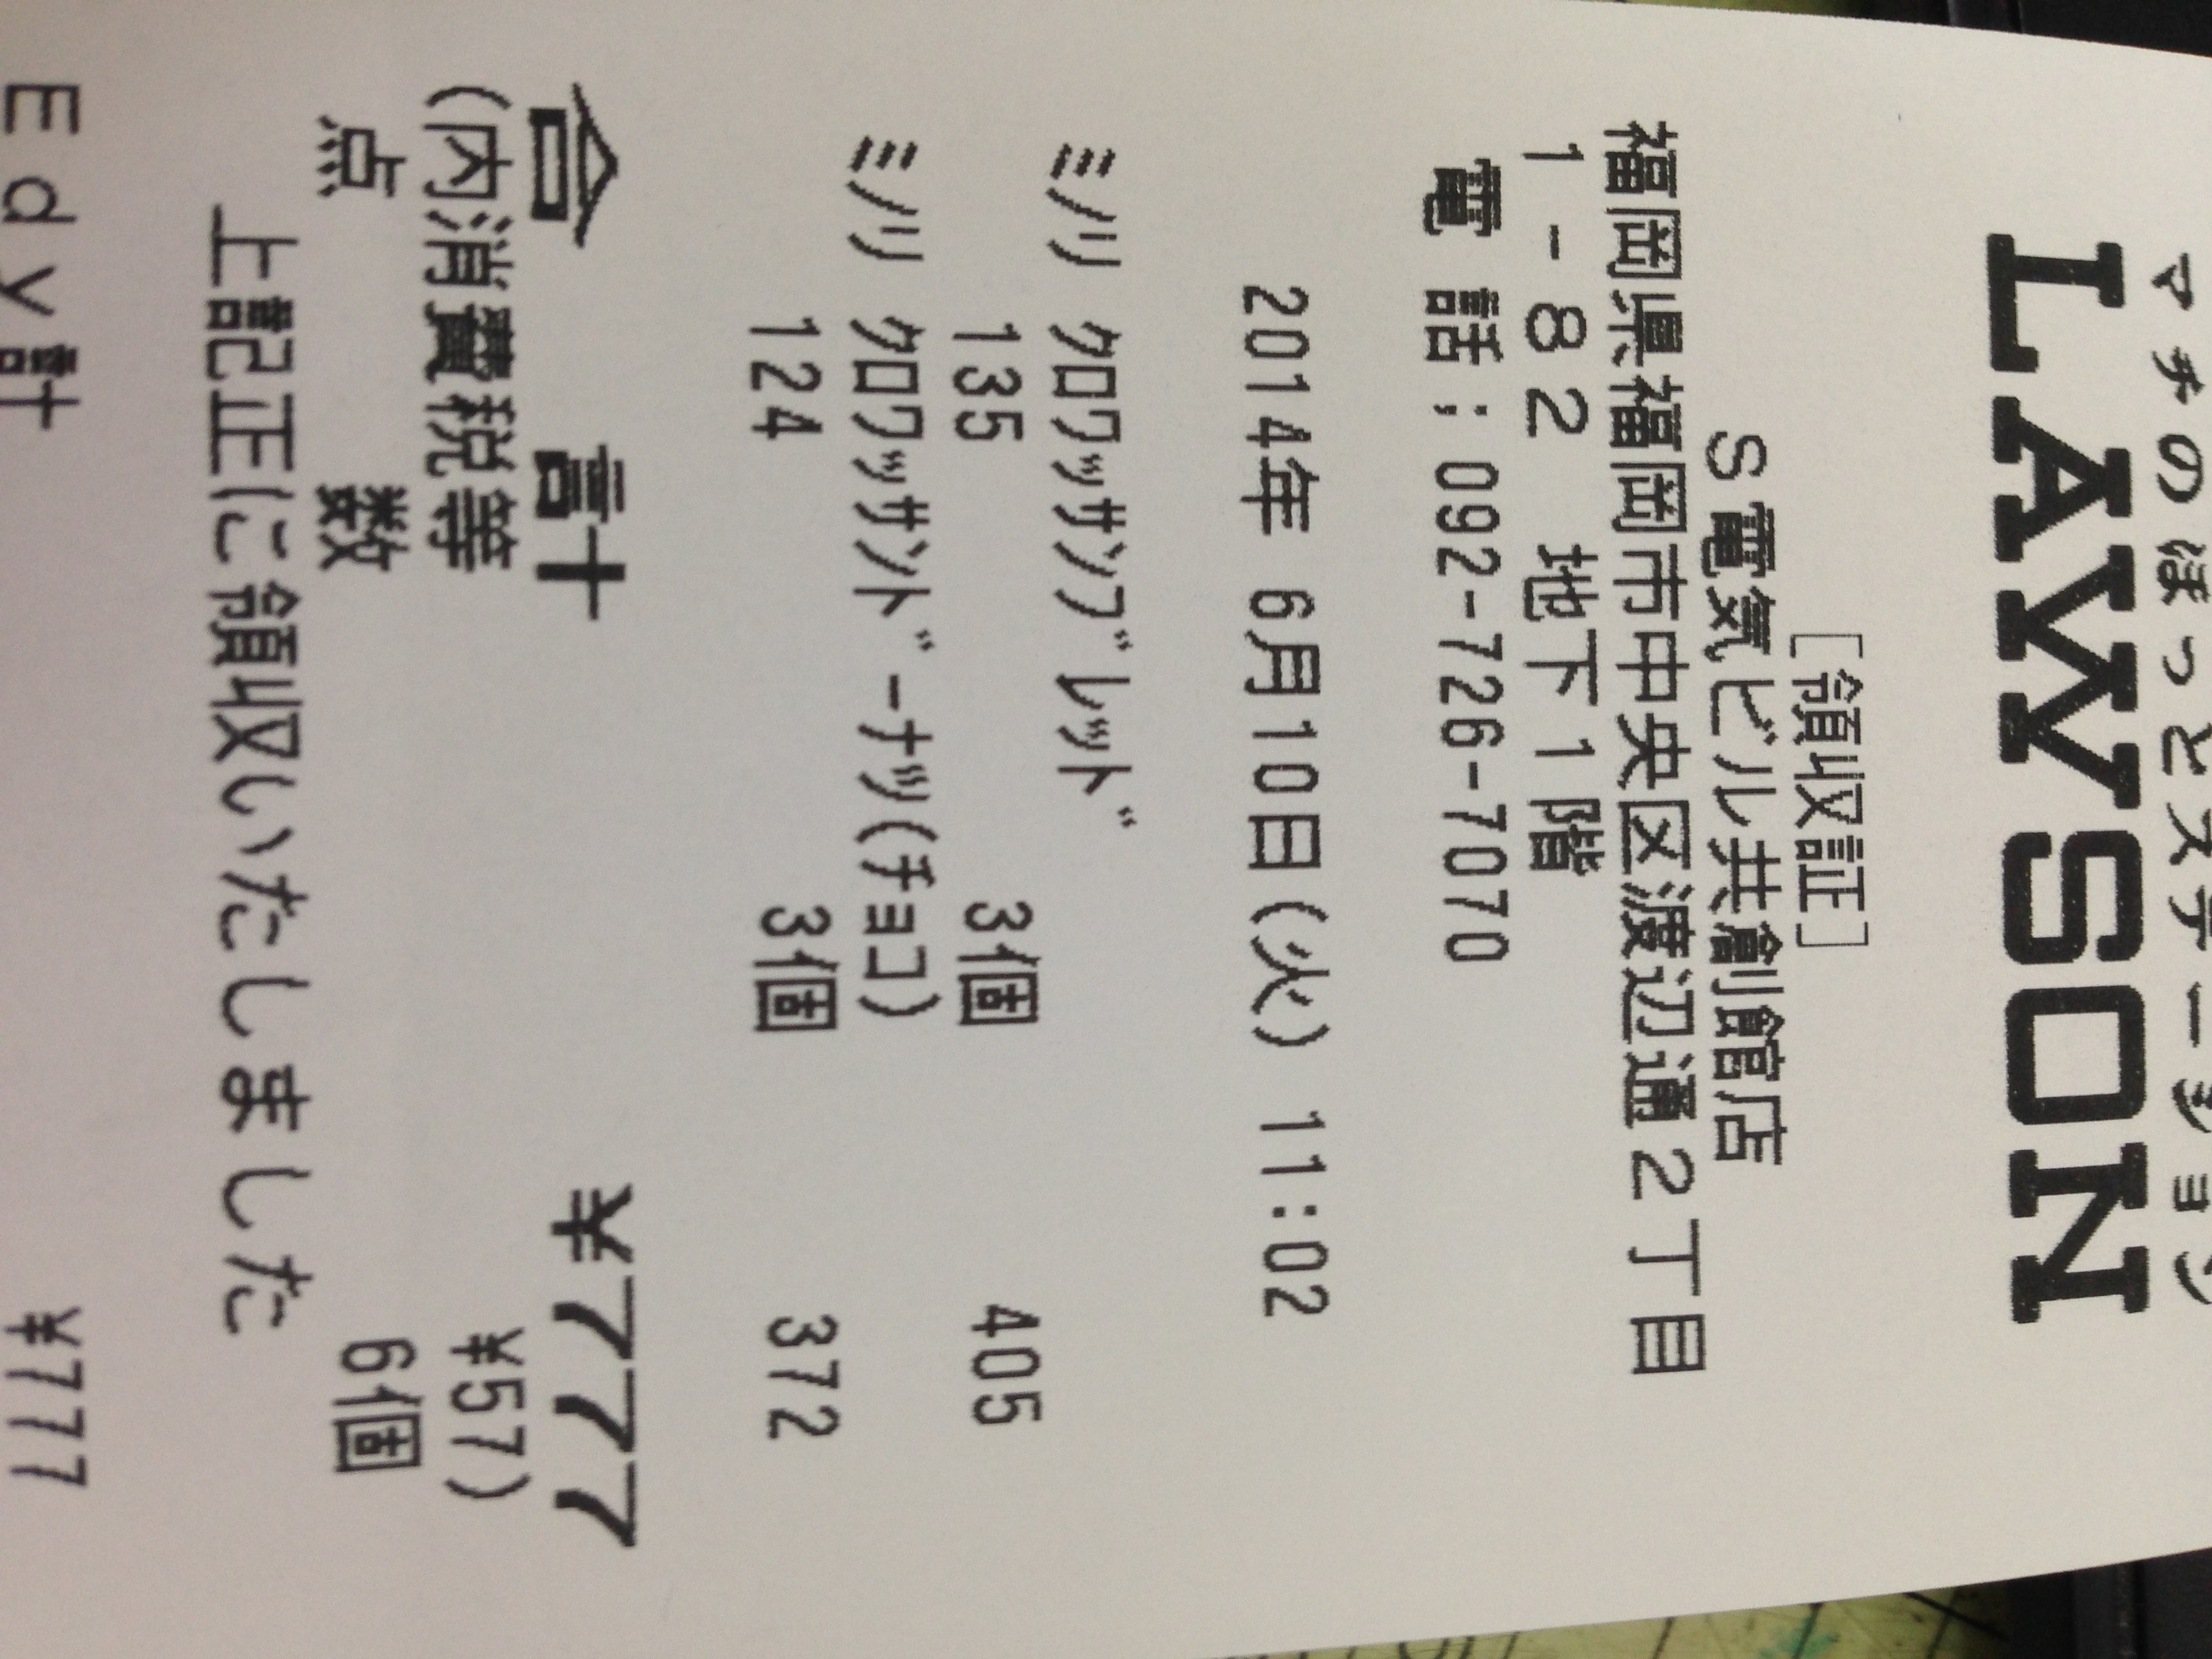 マチのほっとステーション
LAWSON
[領収証]
S電気ビル共創館店
福岡県福岡市中央区渡辺通2丁目
1-82 地下1階
電話:092-726-7070
2014年 6月10日(火) 11:02
ミノリ クロワッサンブレッド
135 3個 405
ミノリ クロワッサンドーナツ(チョコ)
124 3個 372
合 計 ¥777
(内消費税等 ¥57)
点 数 6個
上記正に領収いたしました
Edy計 ¥777